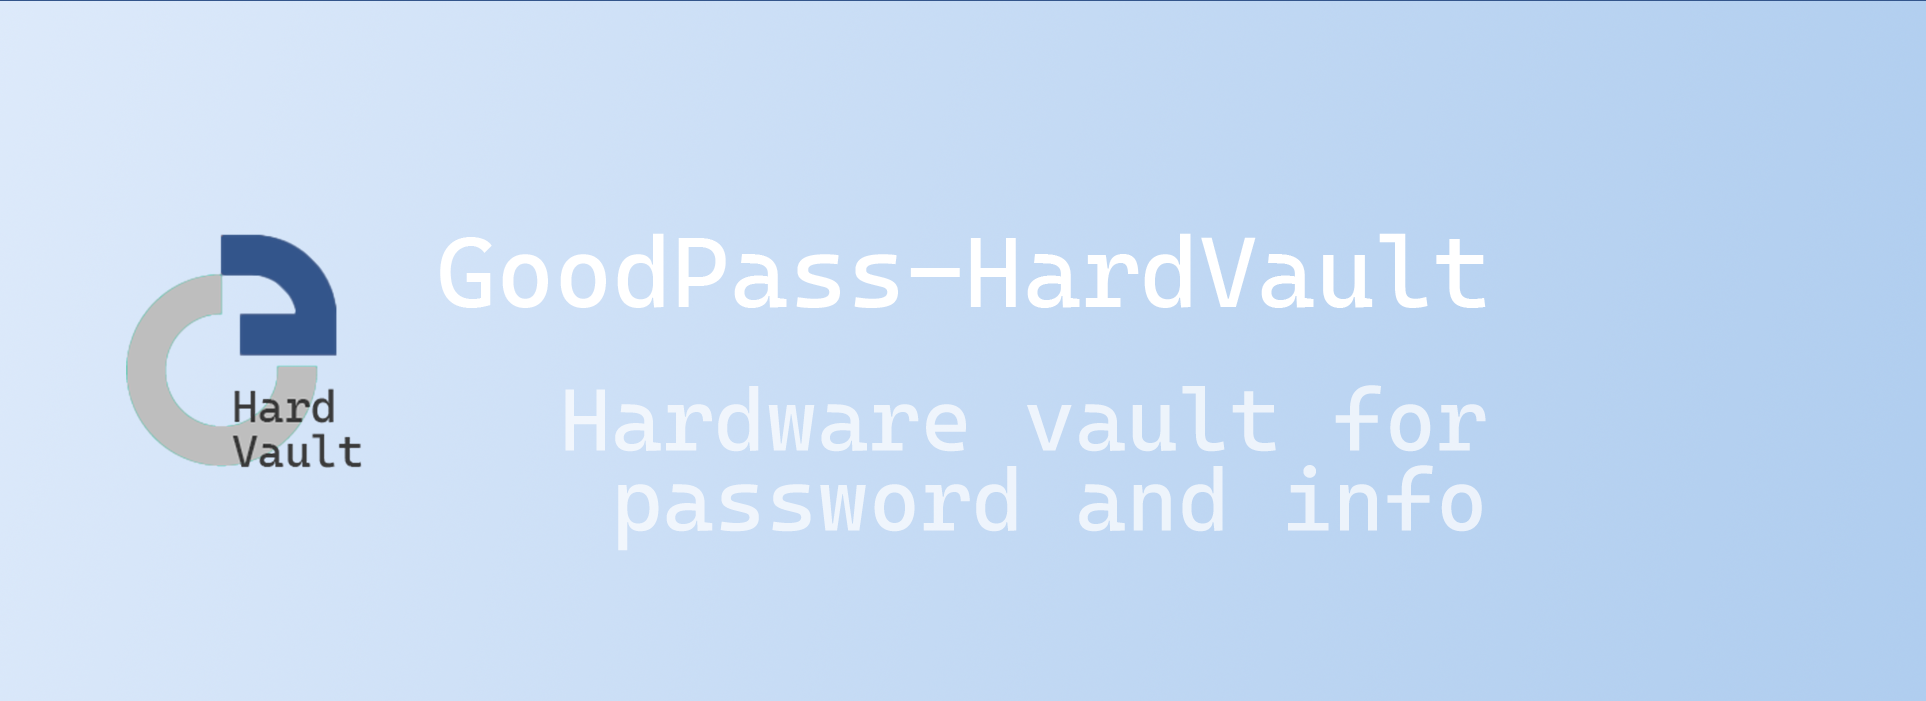 GoodPass-HardVault
Hard
Vault
Hardware vault for
password and info